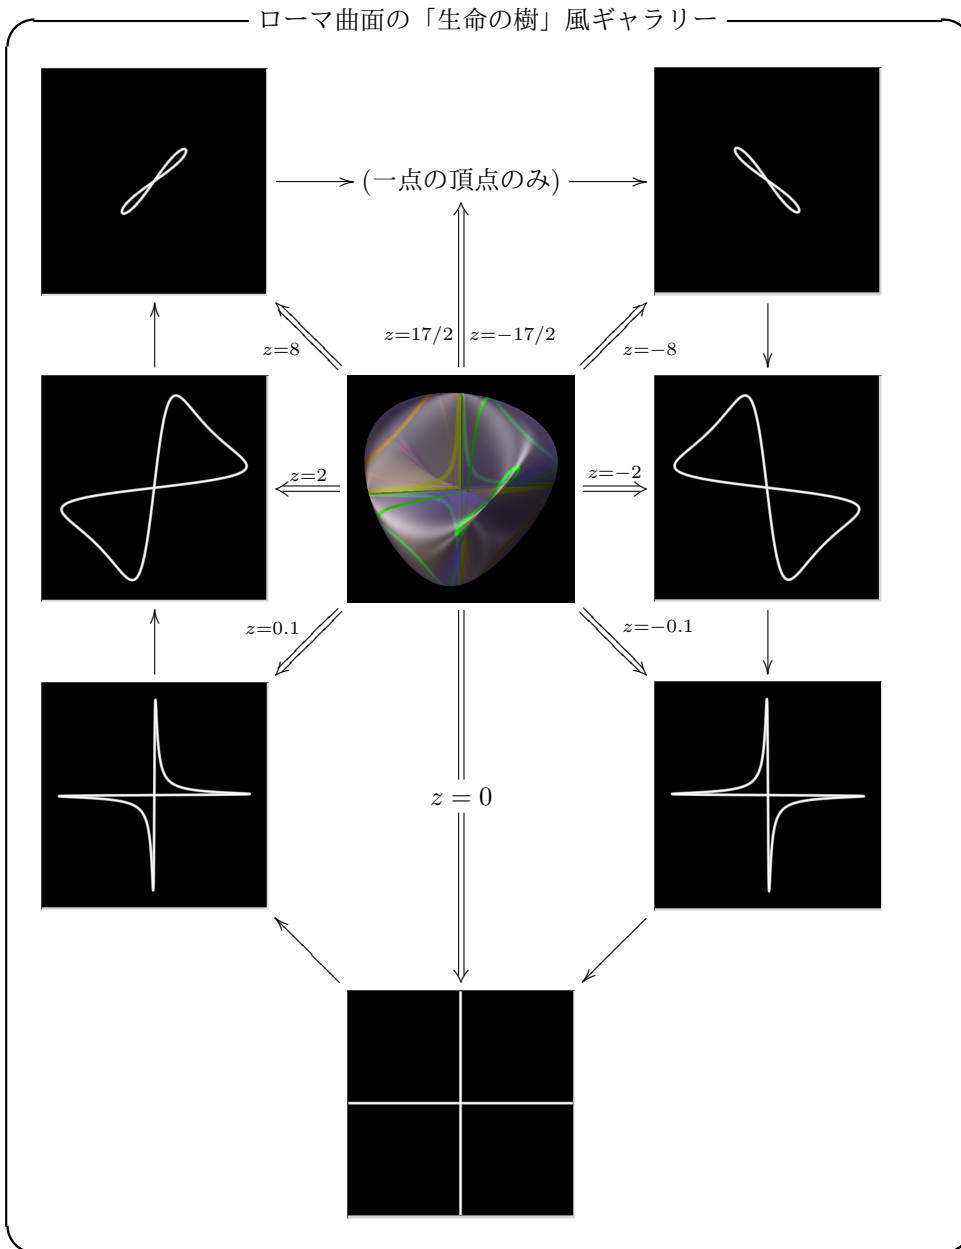 ローマ曲面の「生命の樹」風ギャラリー
(一点の頂点のみ)
z=17/2
z=−17/2
z=8
z=−8
z=2
z=−2
z=0.1
z=−0.1
z = 0